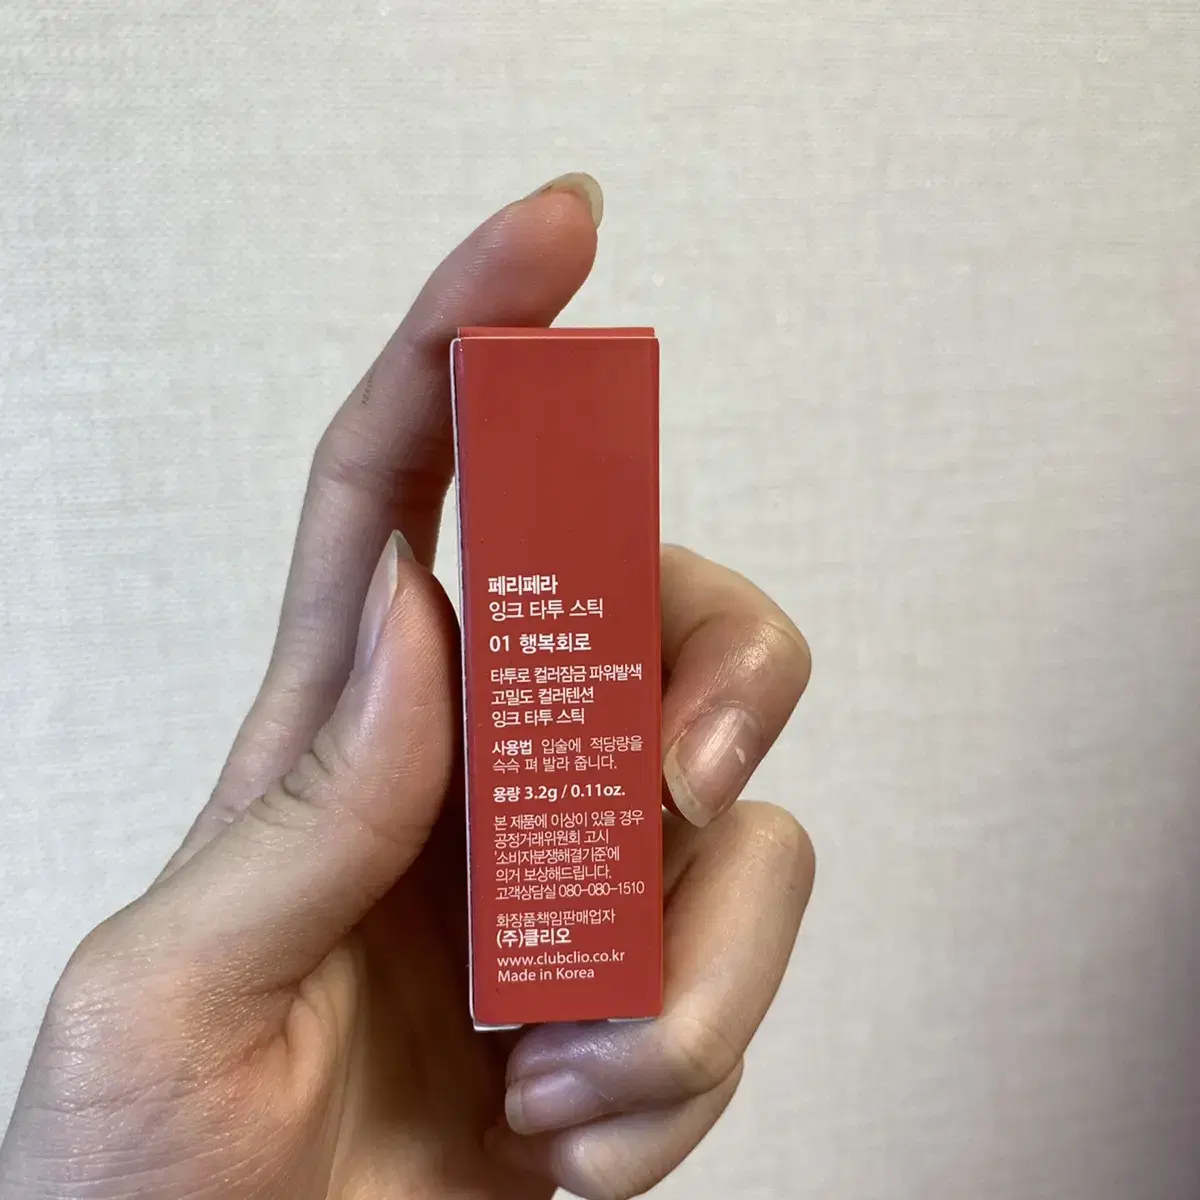 페리페라
잉크 타투 스틱
01 행복회로
타투로 컬러잠금 파워발색
고밀도 컬러텐션
잉크 타투 스틱
사용법 입술에 적당량을
슥슥 펴 발라 줍니다.
용량 3.2g / 0.11oz.
본 제품에 이상이 있을 경우
공정거래위원회 고시
'소비자분쟁해결기준'에
의거 보상해드립니다.
고객상담실 080-080-1510
화장품책임판매업자
(주)클리오
www.clubclio.co.kr
Made in Korea